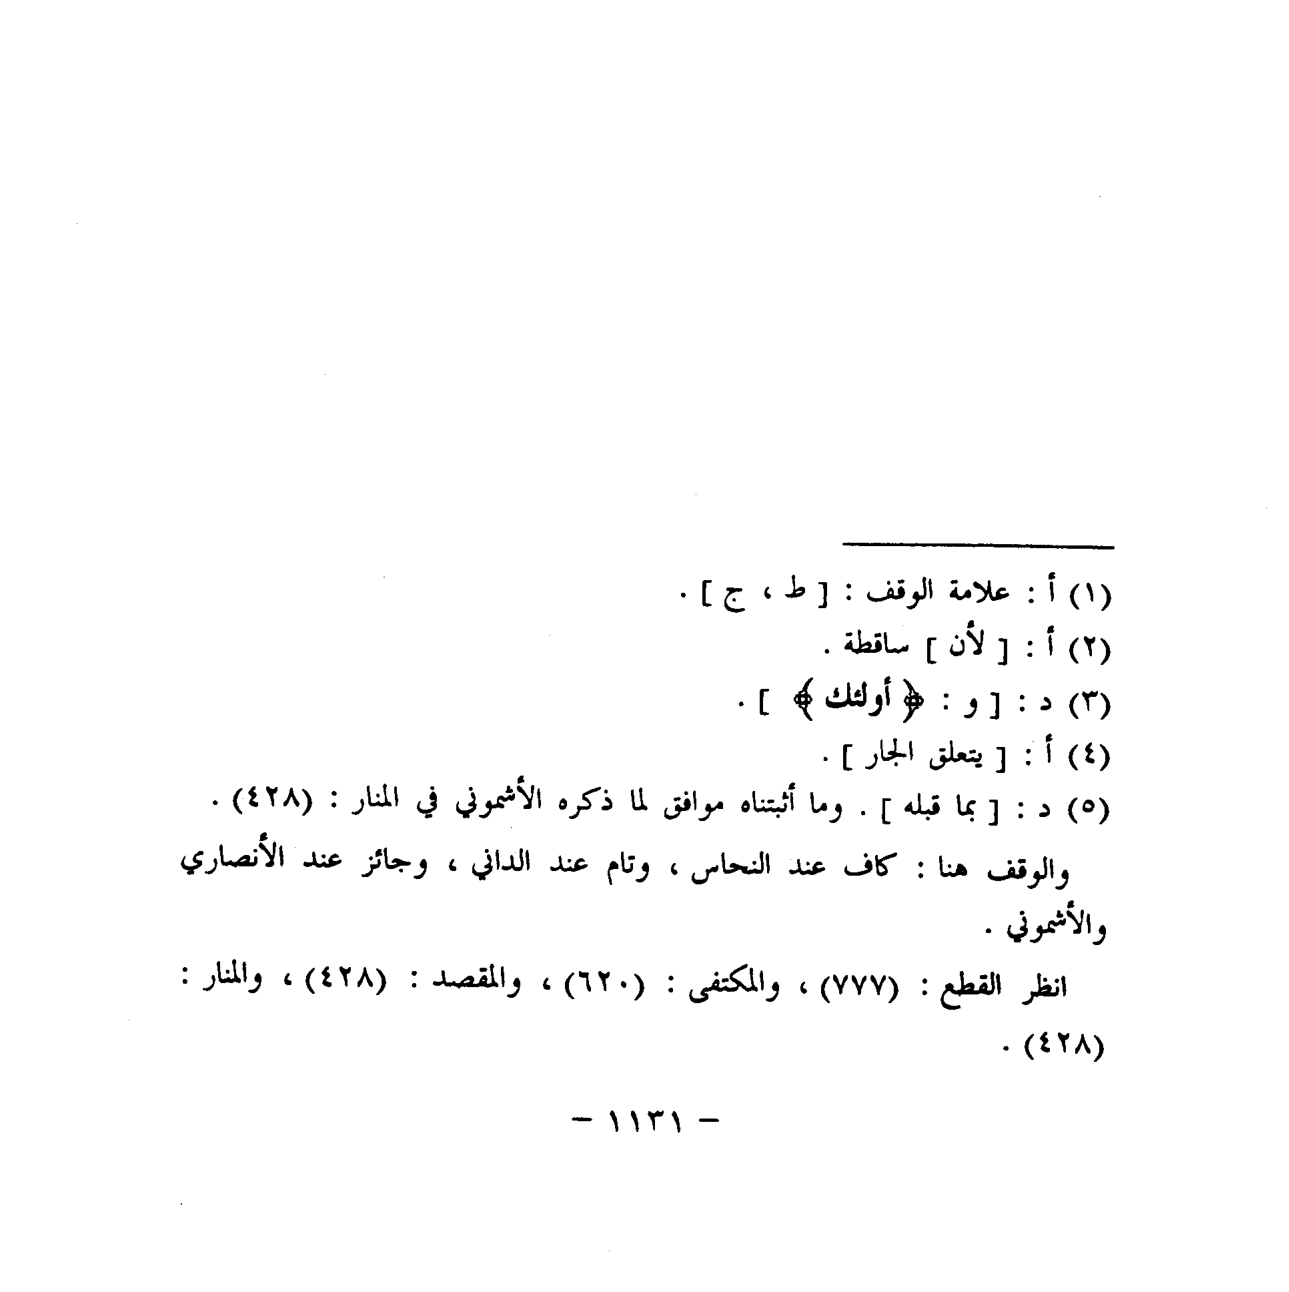 (١) أ : علامة الوقف : [ ط ، ج ] .
(٢) أ : [ لأن ] ساقطة .
(٣) د : [ و : ﴿ أولئك ﴾ ] .
(٤) أ : [ يتعلق الجار ] .
(٥) د : [ بما قبله ] . وما أثبتناه موافق لما ذكره الأشموني في المنار : (٤٢٨) .
والوقف هنا : كاف عند النحاس ، وتام عند الداني ، وجائز عند الأنصاري
والأشموني .
انظر القطع : (٧٧٧) ، والمكتفى : (٦٢٠) ، والمقصد : (٤٢٨) ، والمنار :
(٤٢٨) .
– ١١٣١ –